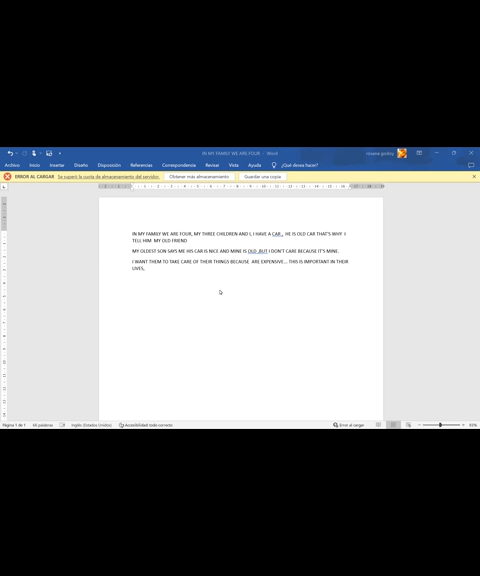 IN MY FAMILY WE ARE FOUR - Word
rosana godoy
Archivo Inicio Insertar Diseño Disposición Referencias Correspondencia Revisar Vista Ayuda ¿Qué desea hacer?
ERROR AL CARGAR Se superó la cuota de almacenamiento del servidor. Obtener más almacenamiento Guardar una copia
IN MY FAMILY WE ARE FOUR, MY THREE CHILDREN AND I, I HAVE A CAR , HE IS OLD CAR THAT'S WHY I
TELL HIM MY OLD FRIEND
MY OLDEST SON SAYS ME HIS CAR IS NICE AND MINE IS OLD ,BUT I DON'T CARE BECAUSE IT'S MINE.
I WANT THEM TO TAKE CARE OF THEIR THINGS BECAUSE ARE EXPENSIVE... THIS IS IMPORTANT IN THEIR
LIVES,
Página 1 de 1 Inglés (Estados Unidos) Accesibilidad: todo correcto Error al cargar